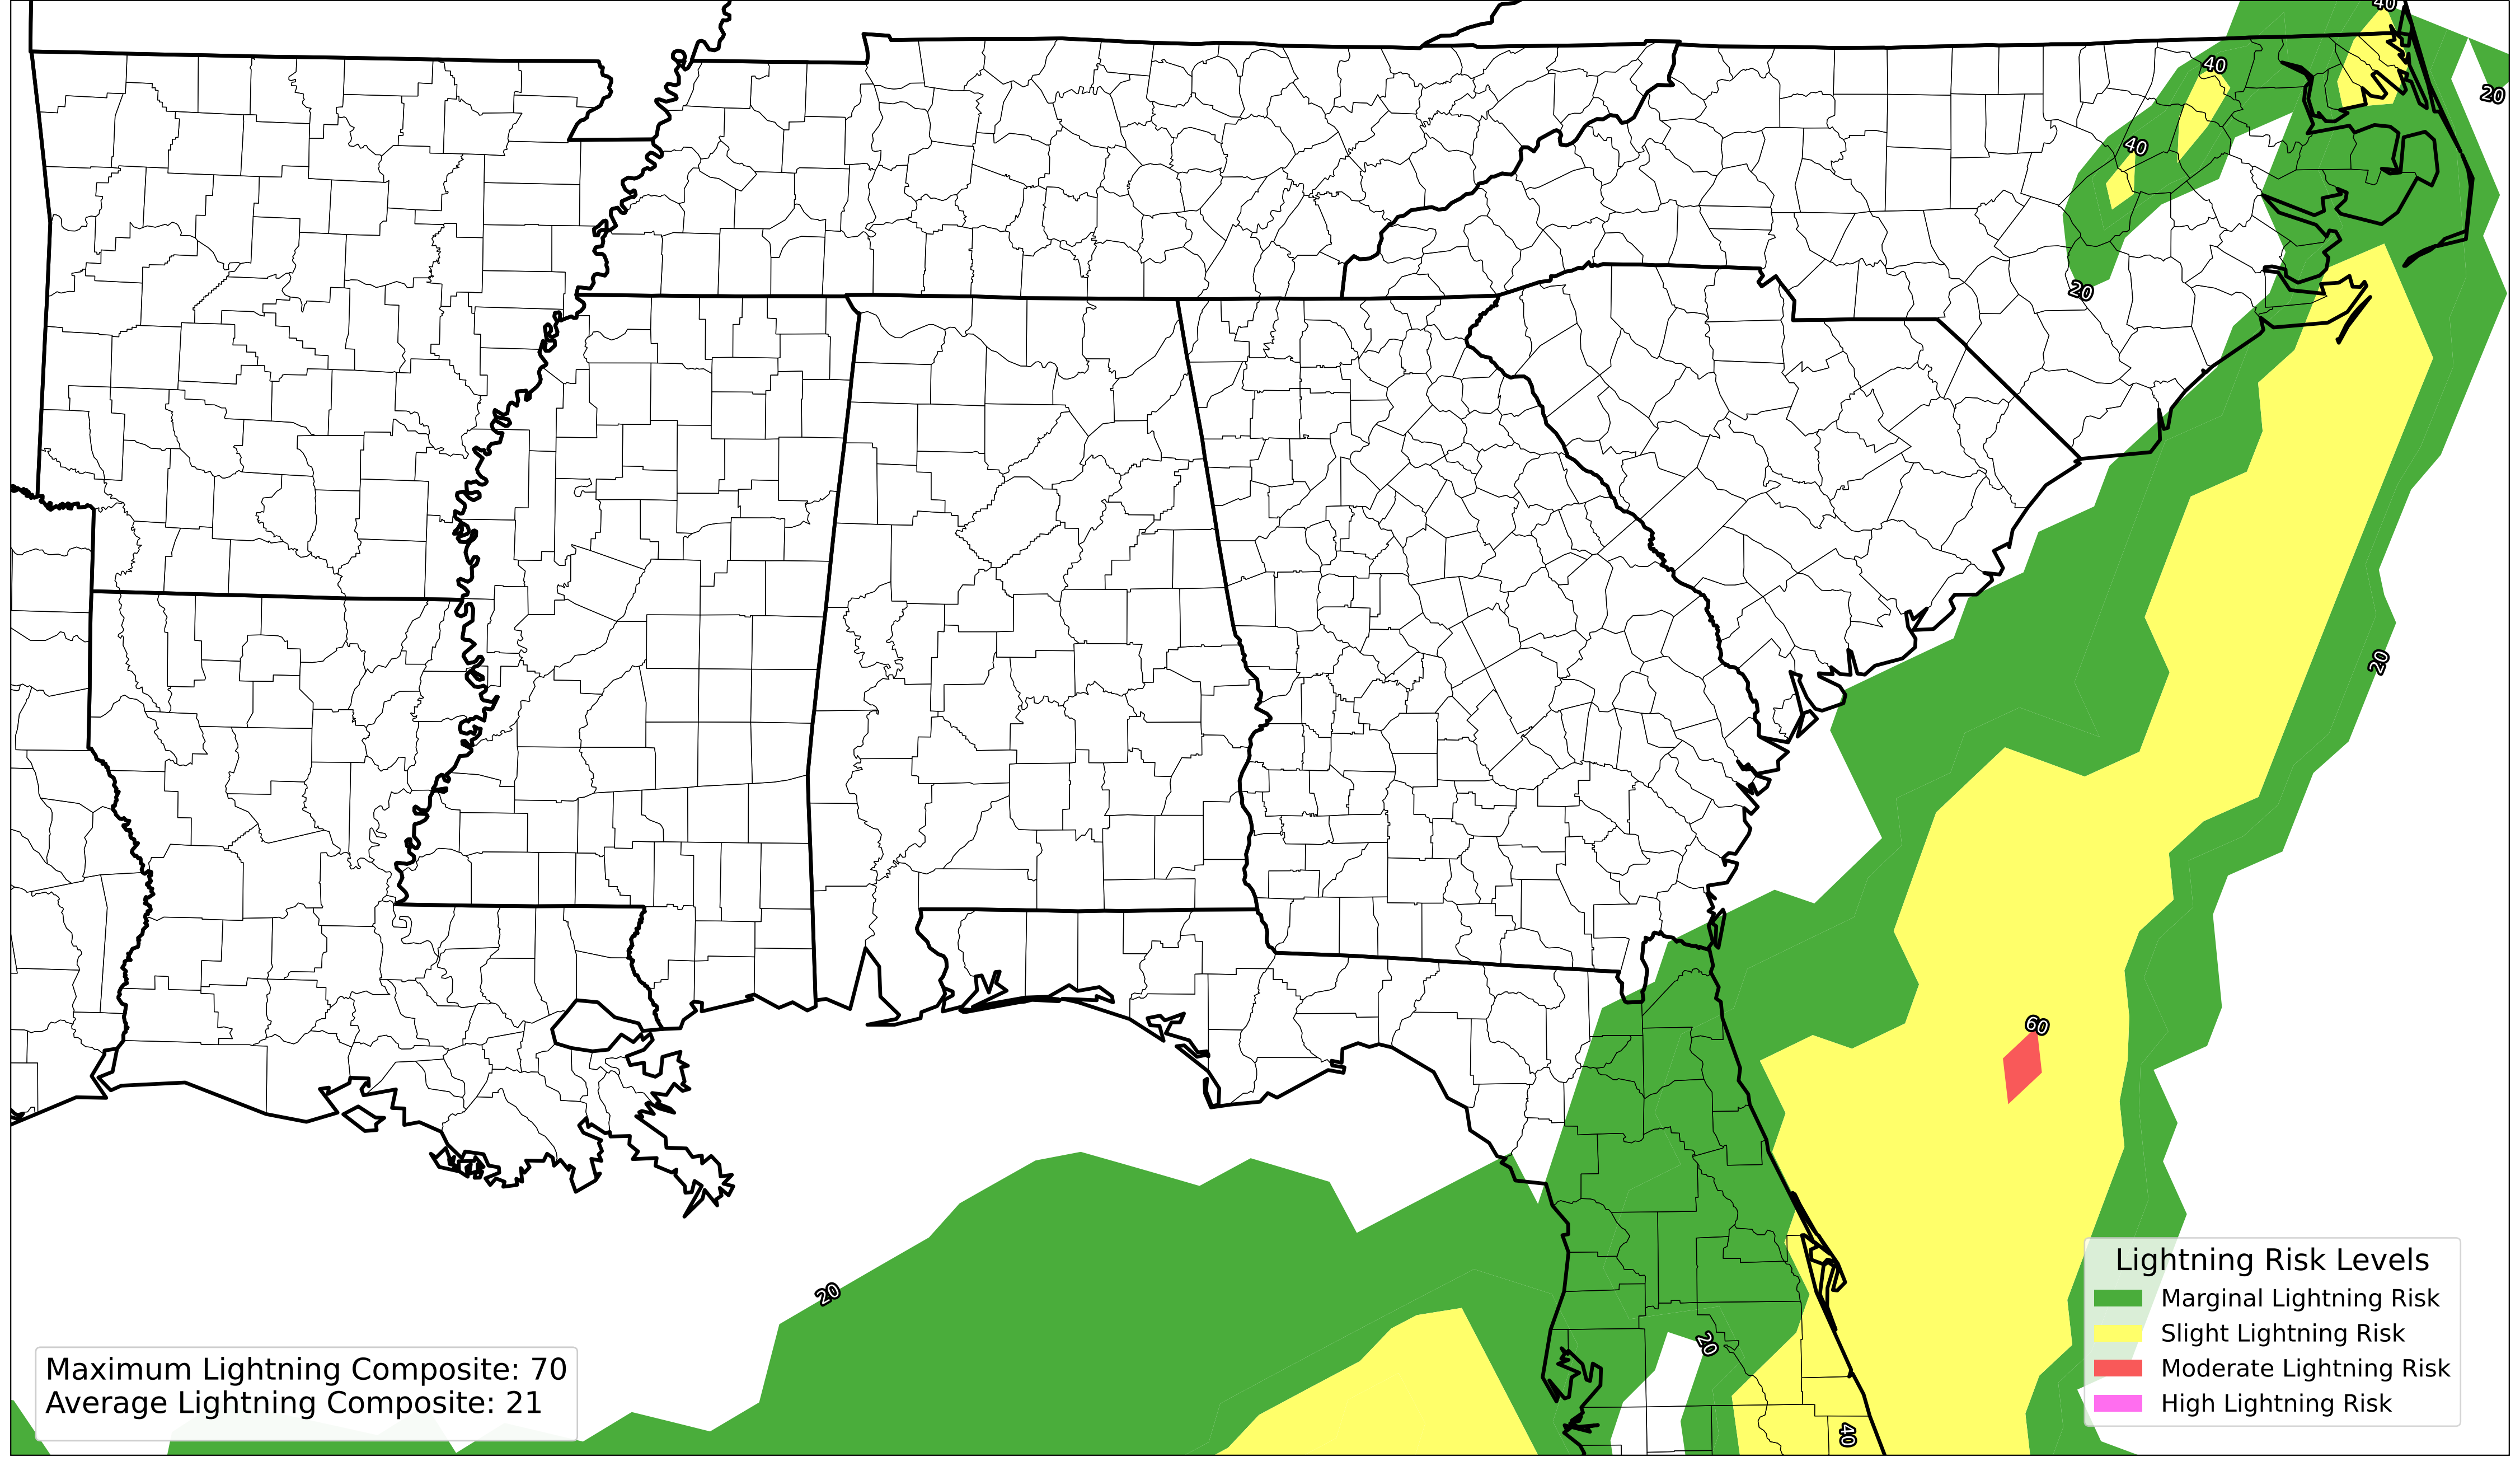 40
40
20
40
20
20
60
20
20
40
Lightning Risk Levels
Marginal Lightning Risk
Slight Lightning Risk
Moderate Lightning Risk
High Lightning Risk
Maximum Lightning Composite: 70
Average Lightning Composite: 21